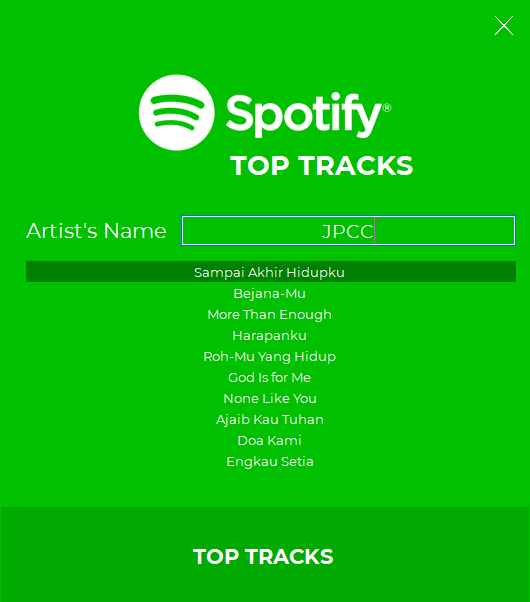 Spotify®
TOP TRACKS
Artist's Name JPCC
Sampai Akhir Hidupku
Bejana-Mu
More Than Enough
Harapanku
Roh-Mu Yang Hidup
God Is for Me
None Like You
Ajaib Kau Tuhan
Doa Kami
Engkau Setia
TOP TRACKS